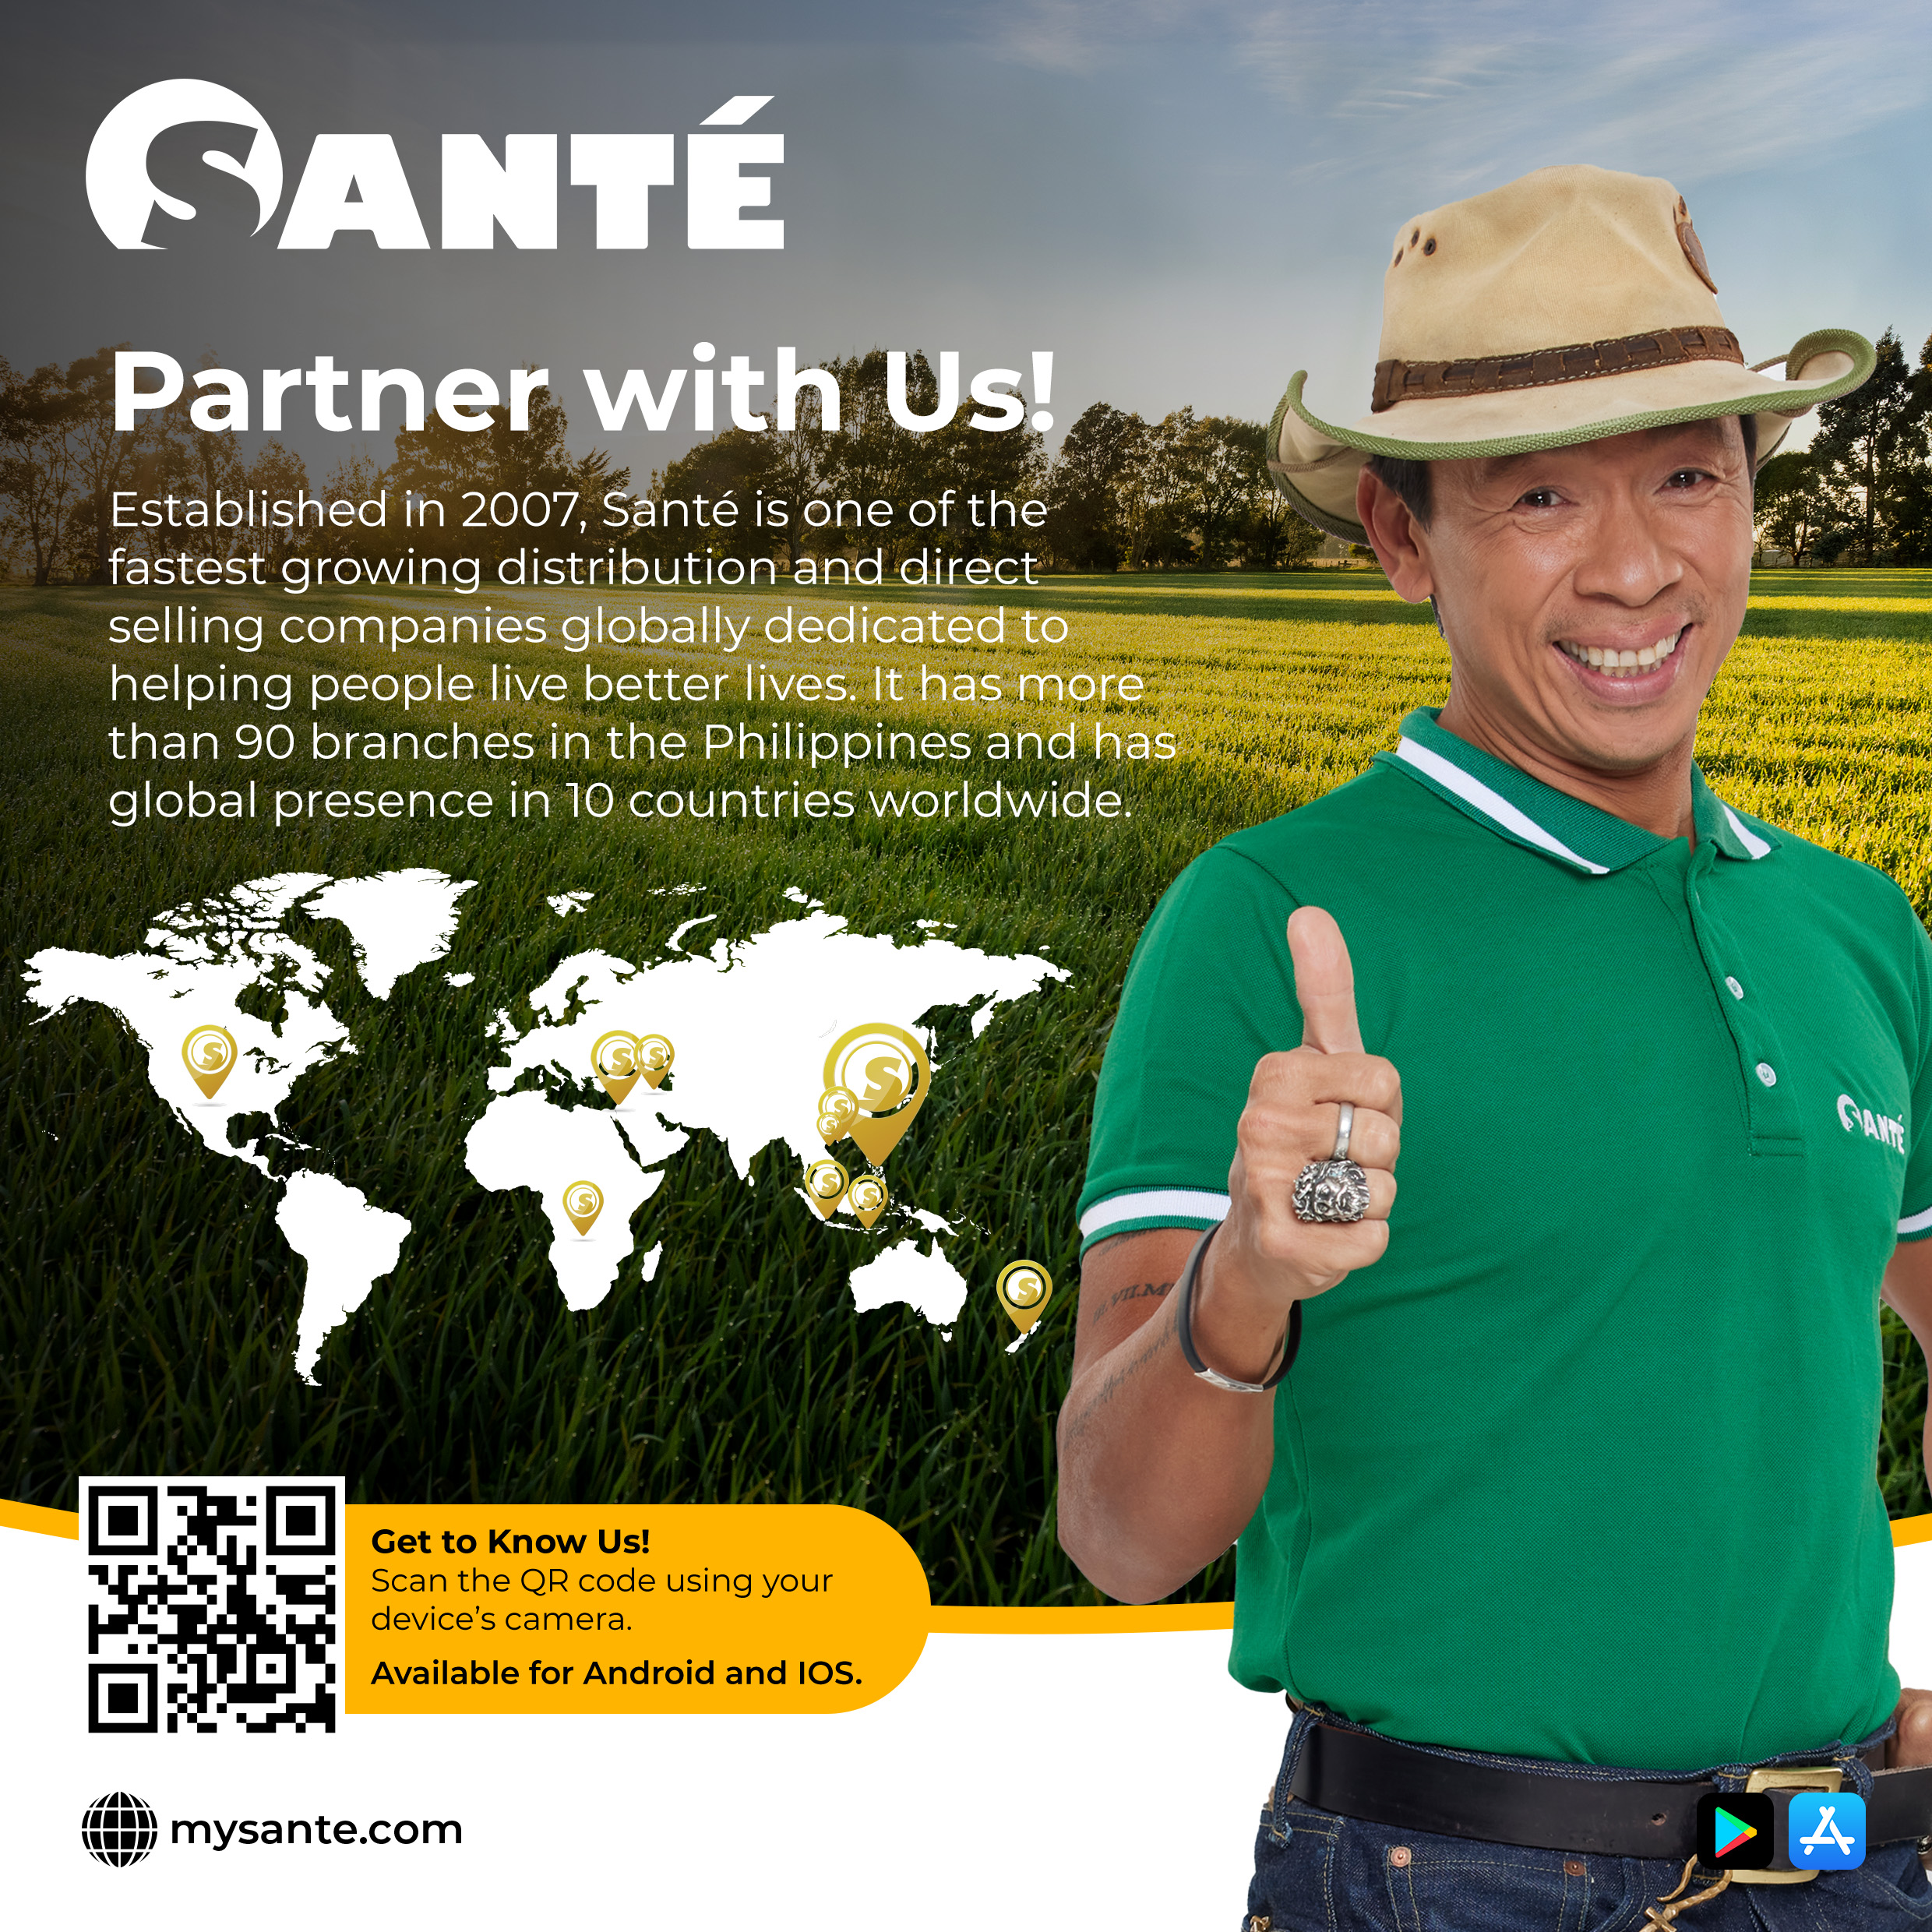 SANTÉ
Partner with Us!
Established in 2007, Santé is one of the
fastest growing distribution and direct
selling companies globally dedicated to
helping people live better lives. It has more
than 90 branches in the Philippines and has
global presence in 10 countries worldwide.
SANTÉ
Get to Know Us!
Scan the QR code using your
device's camera.
Available for Android and IOS.
mysante.com